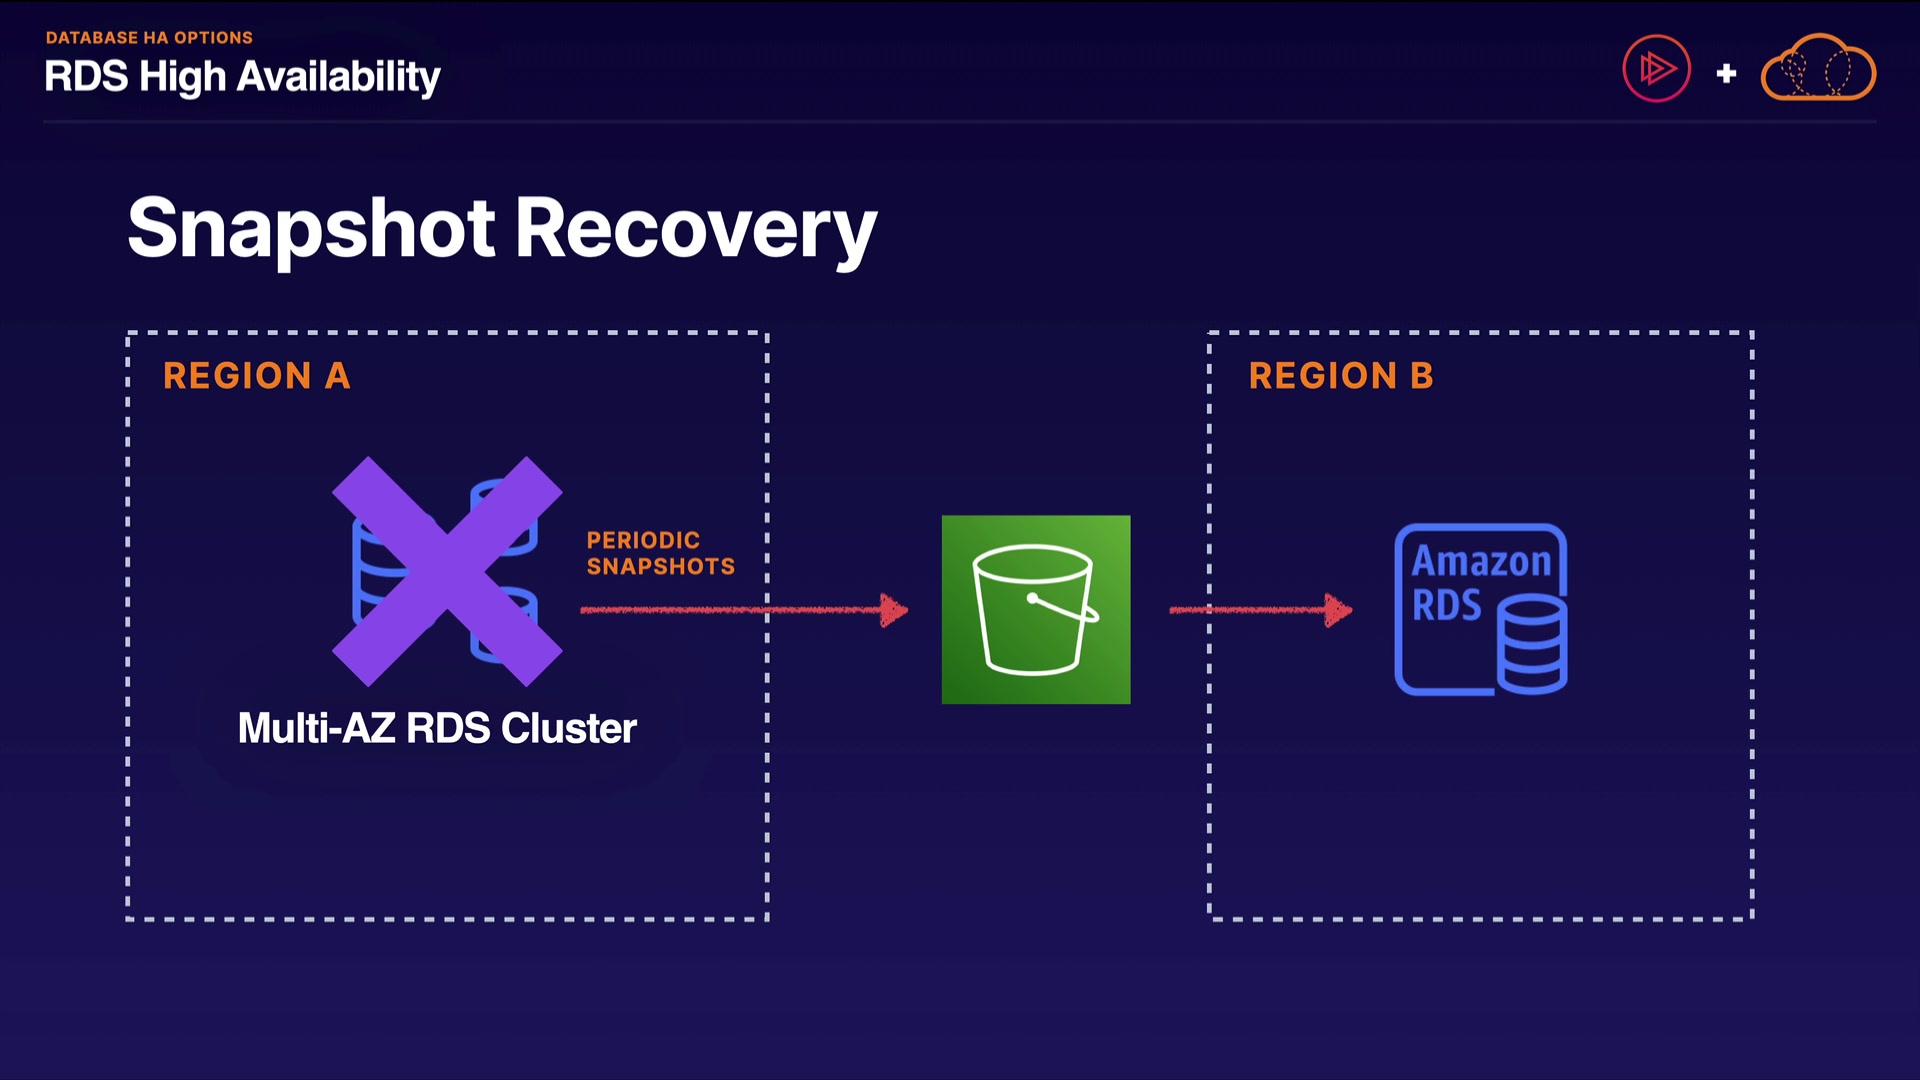 DATABASE HA OPTIONS
RDS High Availability
Snapshot Recovery
REGION A
REGION B
PERIODIC
SNAPSHOTS
Amazon
RDS
Multi-AZ RDS Cluster